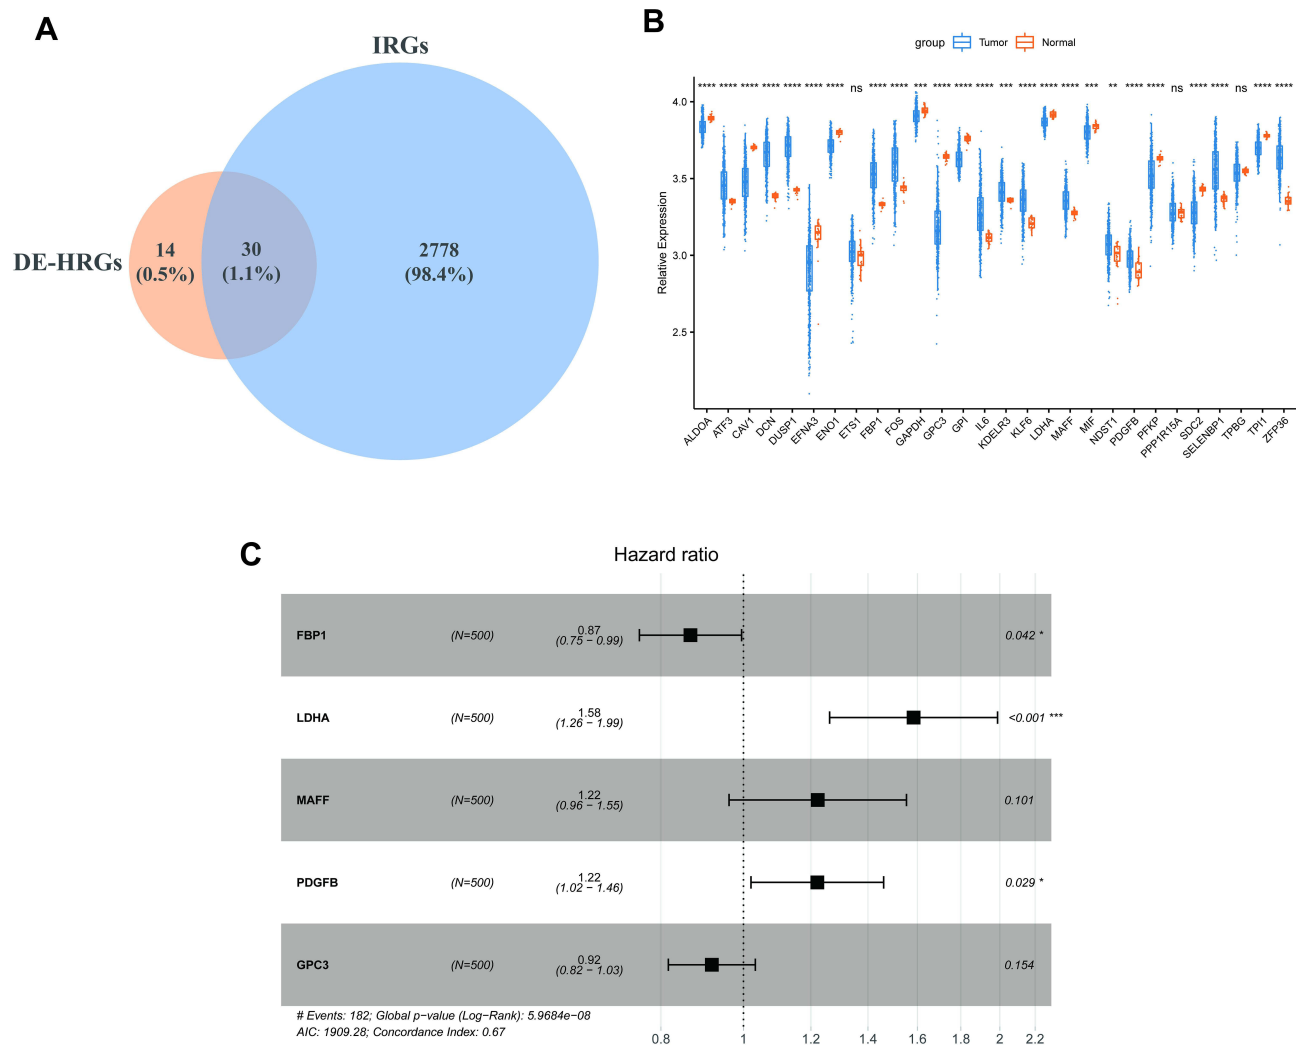 A
IRGs
DE-HRGs
14
(0.5%)
30
(1.1%)
2778
(98.4%)
B
group Tumor Normal
**** **** **** **** **** **** **** ns **** **** *** **** **** **** *** **** **** **** *** ** **** **** ns **** **** ns **** ****
Relative Expression
4.0
3.5
3.0
2.5
ALDOA ATF3 CAV1 DCN DUSP1 EFNA3 ENO1 ETS1 FBP1 FOS GAPDH GPC3 GPI IL6 KDELR3 KLF6 LDHA MAFF MIF NDST1 PDGFB PFKP PPP1R15A SDC2 SELENBP1 TPBG TPI1 ZFP36
C
Hazard ratio
FBP1 (N=500) 0.87 (0.75 − 0.99) 0.042 *
LDHA (N=500) 1.58 (1.26 − 1.99) <0.001 ***
MAFF (N=500) 1.22 (0.96 − 1.55) 0.101
PDGFB (N=500) 1.22 (1.02 − 1.46) 0.029 *
GPC3 (N=500) 0.92 (0.82 − 1.03) 0.154
# Events: 182; Global p−value (Log−Rank): 5.9684e−08
AIC: 1909.28; Concordance Index: 0.67
0.8 1 1.2 1.4 1.6 1.8 2 2.2